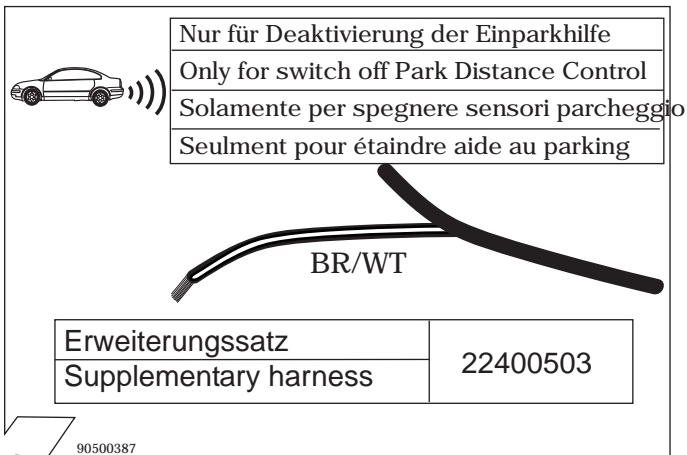 Nur für Deaktivierung der Einparkhilfe
Only for switch off Park Distance Control
Solamente per spegnere sensori parcheggio
Seulment pour étaindre aide au parking
BR/WT
Erweiterungssatz
Supplementary harness
22400503
90500387